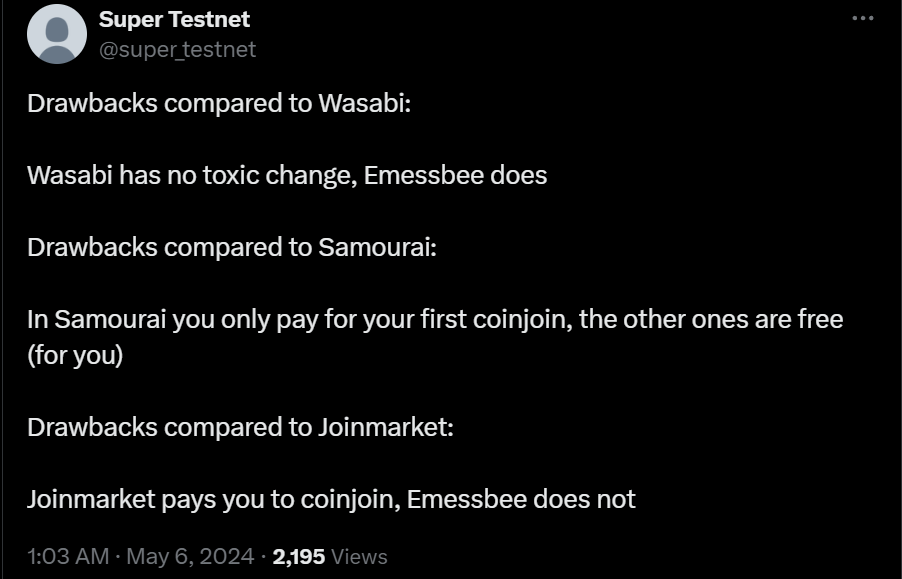 Super Testnet
@super_testnet
Drawbacks compared to Wasabi:
Wasabi has no toxic change, Emessbee does
Drawbacks compared to Samourai:
In Samourai you only pay for your first coinjoin, the other ones are free
(for you)
Drawbacks compared to Joinmarket:
Joinmarket pays you to coinjoin, Emessbee does not
1:03 AM · May 6, 2024 · 2,195 Views